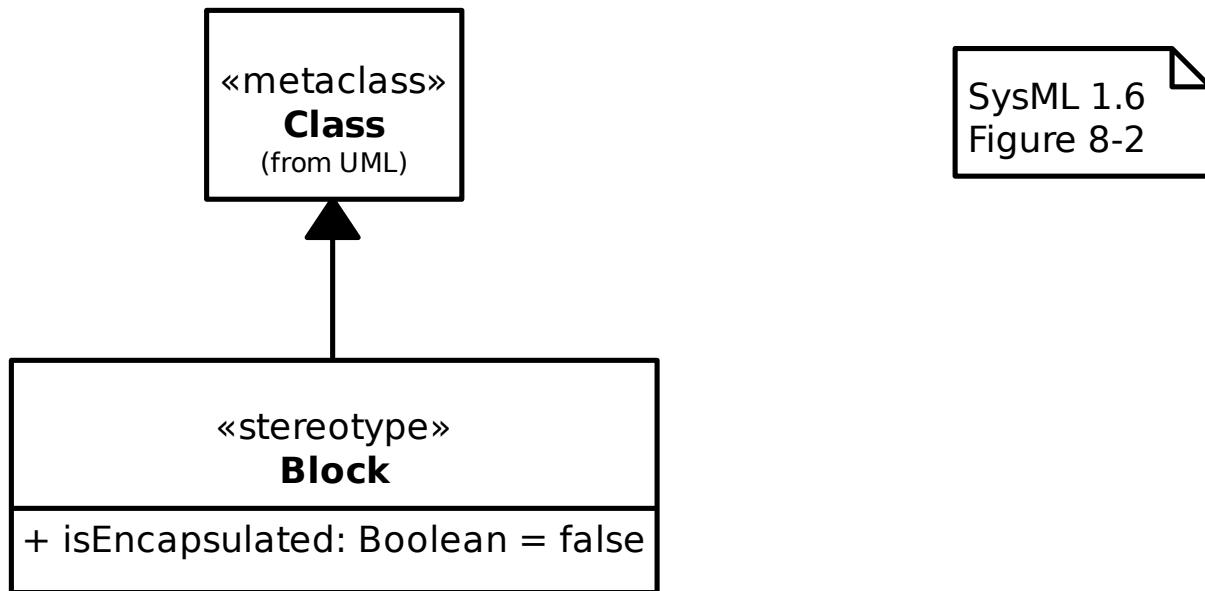 «metaclass»
Class
(from UML)
SysML 1.6
Figure 8-2
«stereotype»
Block
+ isEncapsulated: Boolean = false